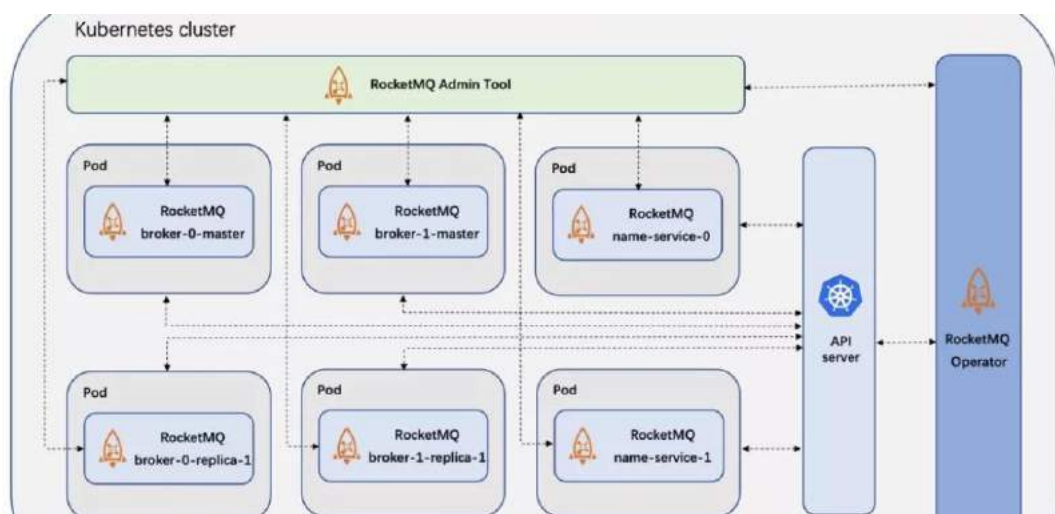 Kubernetes cluster
RocketMQ Admin Tool
Pod
RocketMQ
broker-0-master
Pod
RocketMQ
broker-1-master
Pod
RocketMQ
name-service-0
API
server
RocketMQ
Operator
Pod
RocketMQ
broker-0-replica-1
Pod
RocketMQ
broker-1-replica-1
Pod
RocketMQ
name-service-1